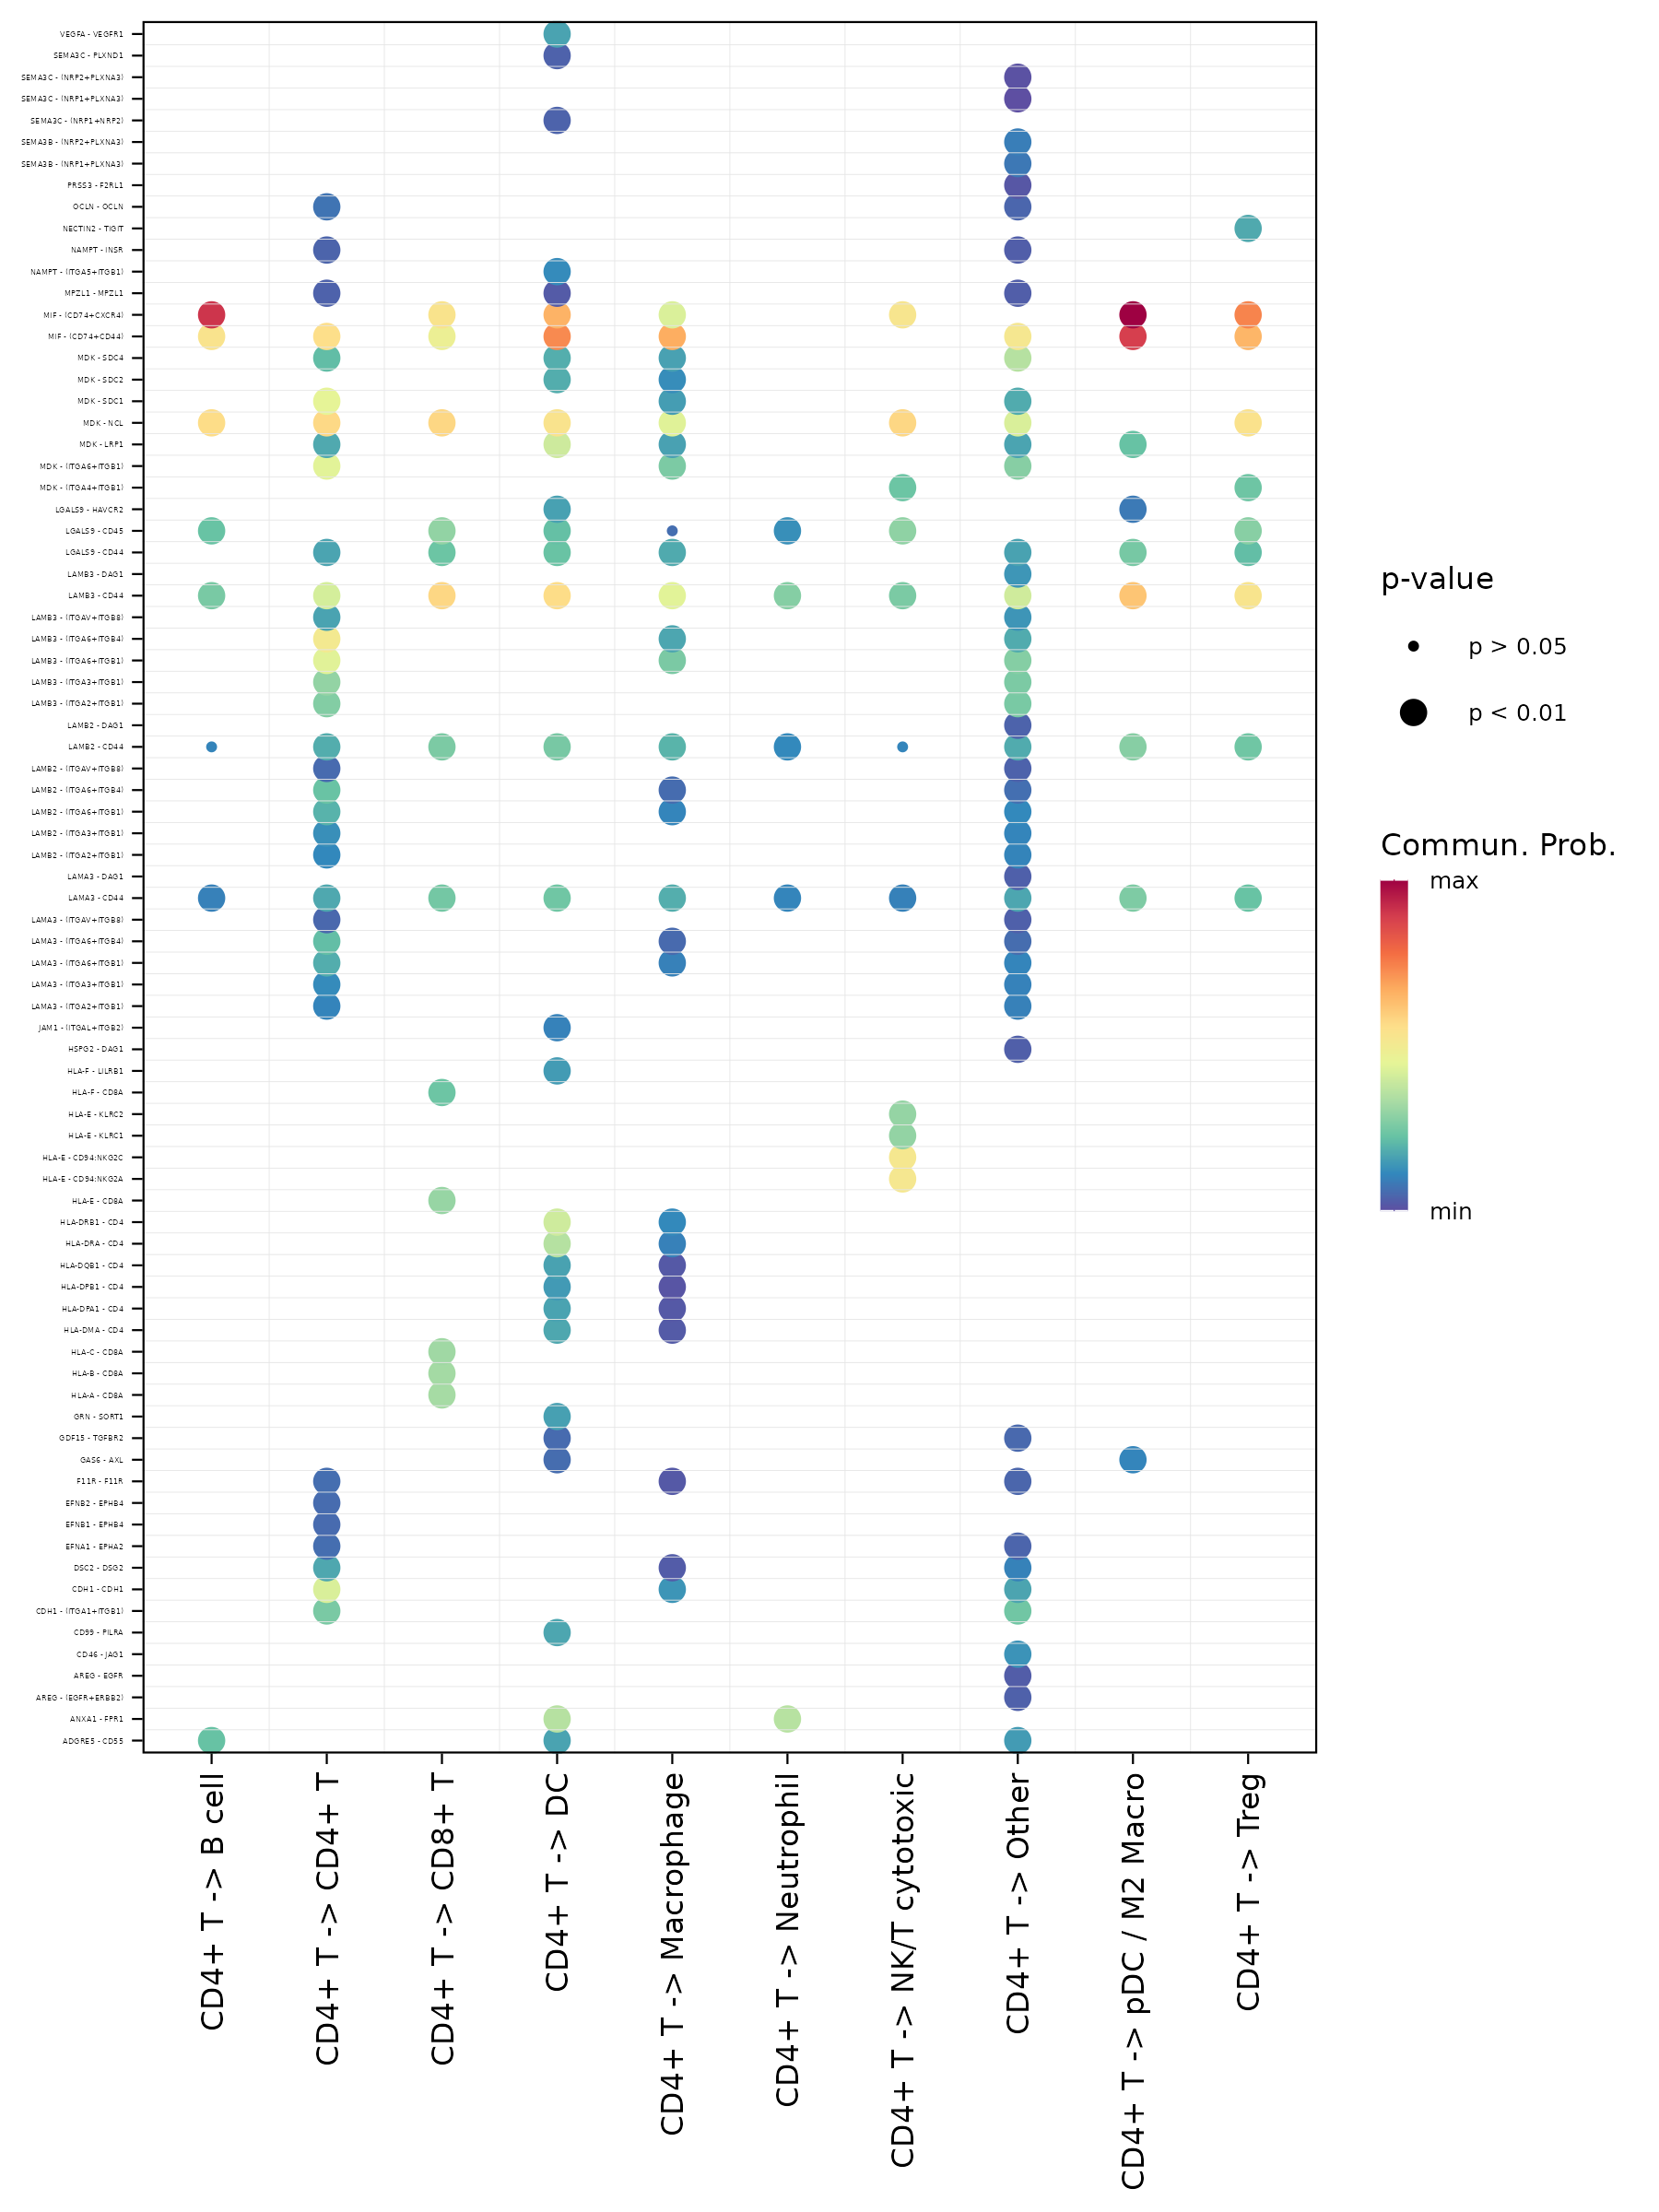 VEGFA - VEGFR1
SEMA3C - PLXND1
SEMA3C - (NRP2+PLXNA3)
SEMA3C - (NRP1+PLXNA3)
SEMA3C - (NRP1+NRP2)
SEMA3B - (NRP2+PLXNA3)
SEMA3B - (NRP1+PLXNA3)
PRSS3 - F2RL1
OCLN - OCLN
NECTIN2 - TIGIT
NAMPT - INSR
NAMPT - (ITGA5+ITGB1)
MPZL1 - MPZL1
MIF - (CD74+CXCR4)
MIF - (CD74+CD44)
MDK - SDC4
MDK - SDC2
MDK - SDC1
MDK - NCL
MDK - LRP1
MDK - (ITGA6+ITGB1)
MDK - (ITGA4+ITGB1)
LGALS9 - HAVCR2
LGALS9 - CD45
LGALS9 - CD44
LAMB3 - DAG1
LAMB3 - CD44
LAMB3 - (ITGAV+ITGB8)
LAMB3 - (ITGA6+ITGB4)
LAMB3 - (ITGA6+ITGB1)
LAMB3 - (ITGA3+ITGB1)
LAMB3 - (ITGA2+ITGB1)
LAMB2 - DAG1
LAMB2 - CD44
LAMB2 - (ITGAV+ITGB8)
LAMB2 - (ITGA6+ITGB4)
LAMB2 - (ITGA6+ITGB1)
LAMB2 - (ITGA3+ITGB1)
LAMB2 - (ITGA2+ITGB1)
LAMA3 - DAG1
LAMA3 - CD44
LAMA3 - (ITGAV+ITGB8)
LAMA3 - (ITGA6+ITGB4)
LAMA3 - (ITGA6+ITGB1)
LAMA3 - (ITGA3+ITGB1)
LAMA3 - (ITGA2+ITGB1)
JAM1 - (ITGAL+ITGB2)
HSPG2 - DAG1
HLA-F - LILRB1
HLA-F - CD8A
HLA-E - KLRC2
HLA-E - KLRC1
HLA-E - CD94:NKG2C
HLA-E - CD94:NKG2A
HLA-E - CD8A
HLA-DRB1 - CD4
HLA-DRA - CD4
HLA-DQB1 - CD4
HLA-DPB1 - CD4
HLA-DPA1 - CD4
HLA-DMA - CD4
HLA-C - CD8A
HLA-B - CD8A
HLA-A - CD8A
GRN - SORT1
GDF15 - TGFBR2
GAS6 - AXL
F11R - F11R
EFNB2 - EPHB4
EFNB1 - EPHB4
EFNA1 - EPHA2
DSC2 - DSG2
CDH1 - CDH1
CDH1 - (ITGA1+ITGB1)
CD99 - PILRA
CD46 - JAG1
AREG - EGFR
AREG - (EGFR+ERBB2)
ANXA1 - FPR1
ADGRE5 - CD55
CD4+ T -> B cell
CD4+ T -> CD4+ T
CD4+ T -> CD8+ T
CD4+ T -> DC
CD4+ T -> Macrophage
CD4+ T -> Neutrophil
CD4+ T -> NK/T cytotoxic
CD4+ T -> Other
CD4+ T -> pDC / M2 Macro
CD4+ T -> Treg
p-value
p > 0.05
p < 0.01
Commun. Prob.
max
min